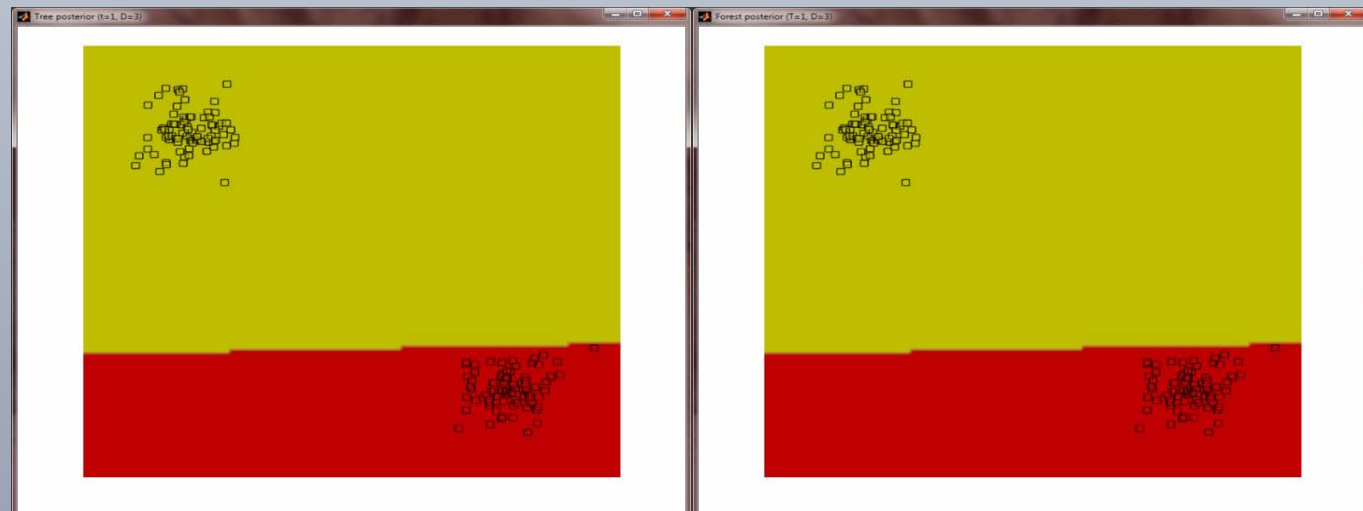 Tree posterior (t=1, D=3)
Forest posterior (T=1, D=3)